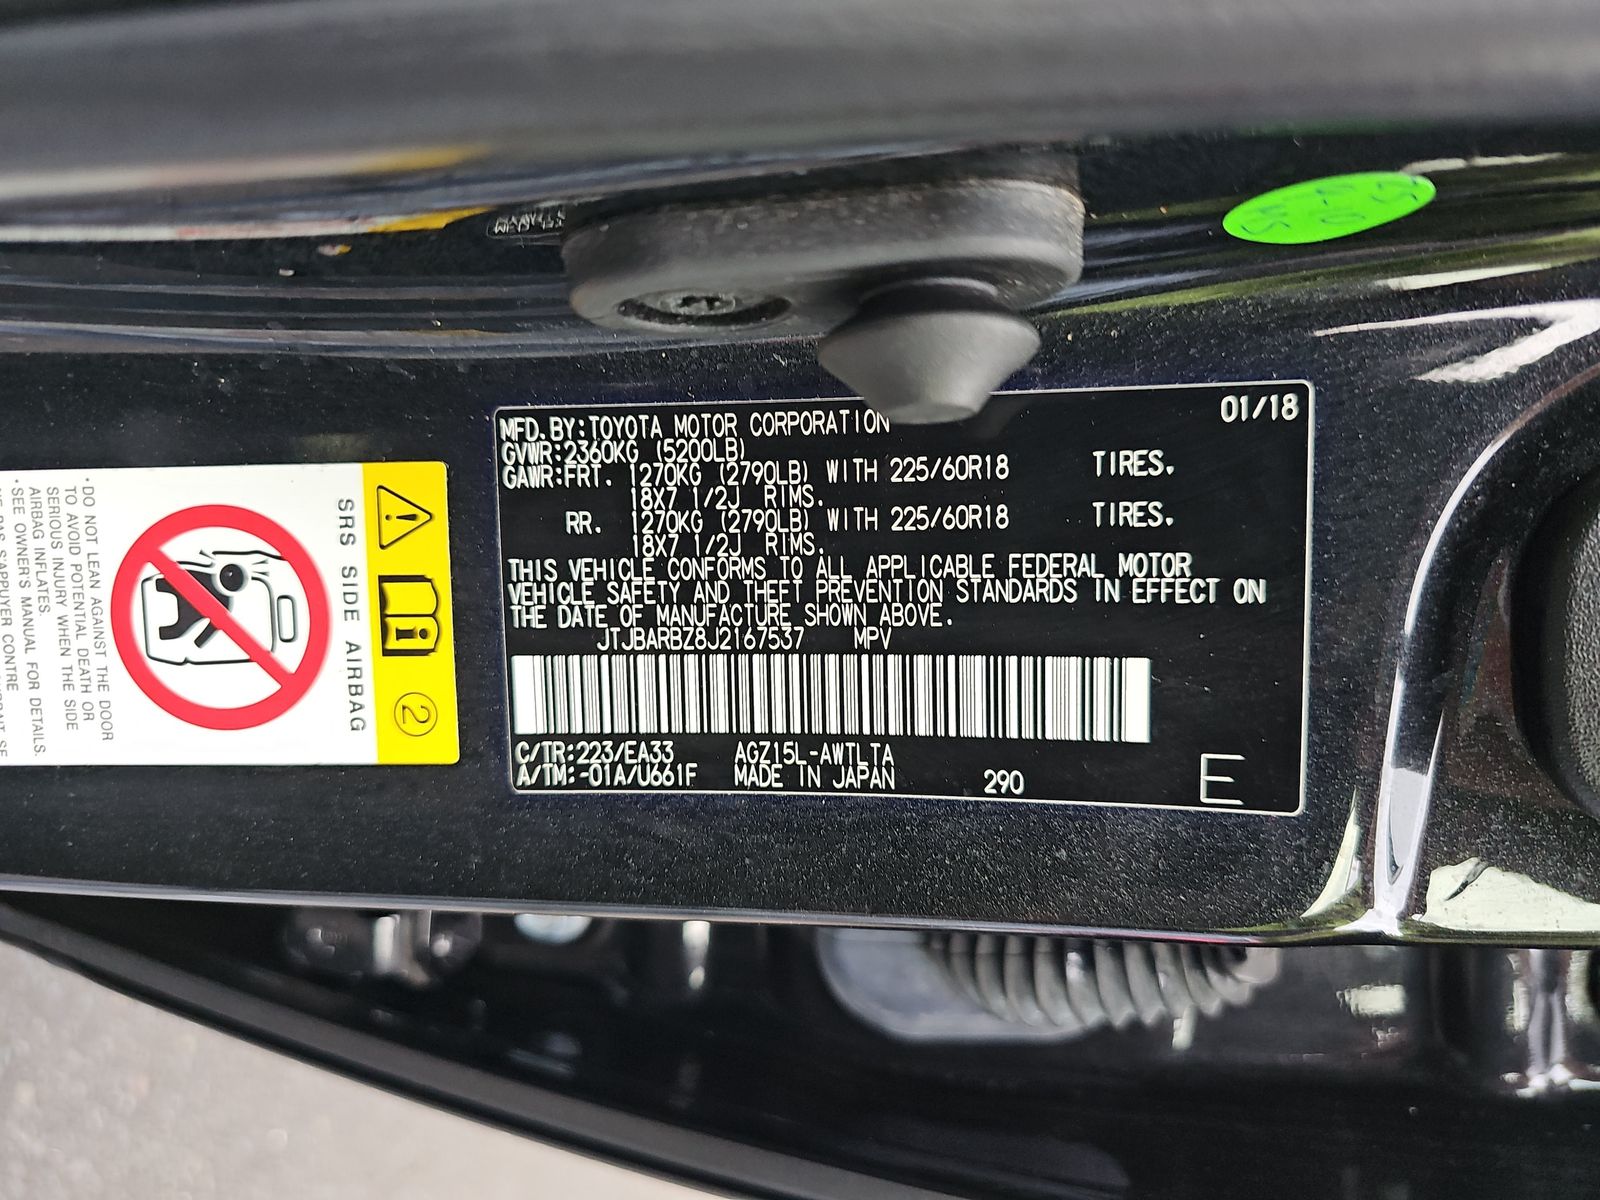 MFD.BY:TOYOTA MOTOR CORPORATION 01/18
GVWR:2360KG (5200LB)
GAWR:FRT. 1270KG (2790LB) WITH 225/60R18 TIRES.
18X7 1/2J RIMS.
RR. 1270KG (2790LB) WITH 225/60R18 TIRES.
18X7 1/2J RIMS.
THIS VEHICLE CONFORMS TO ALL APPLICABLE FEDERAL MOTOR
VEHICLE SAFETY AND THEFT PREVENTION STANDARDS IN EFFECT ON
THE DATE OF MANUFACTURE SHOWN ABOVE.
JTJBARBZ8J2167537 MPV
C/TR:223/EA33 AGZ15L-AWTLTA
A/TM:-01A/U661F MADE IN JAPAN 290 E
2
SRS SIDE AIRBAG
•DO NOT LEAN AGAINST THE DOOR
TO AVOID POTENTIAL DEATH OR
SERIOUS INJURY WHEN THE SIDE
AIRBAG INFLATES.
•SEE OWNER'S MANUAL FOR DETAILS.